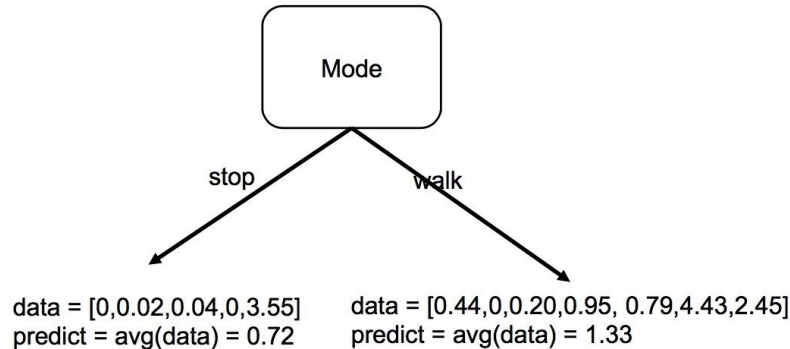 Mode
stop
walk
data = [0,0.02,0.04,0,3.55]
predict = avg(data) = 0.72
data = [0.44,0,0.20,0.95, 0.79,4.43,2.45]
predict = avg(data) = 1.33